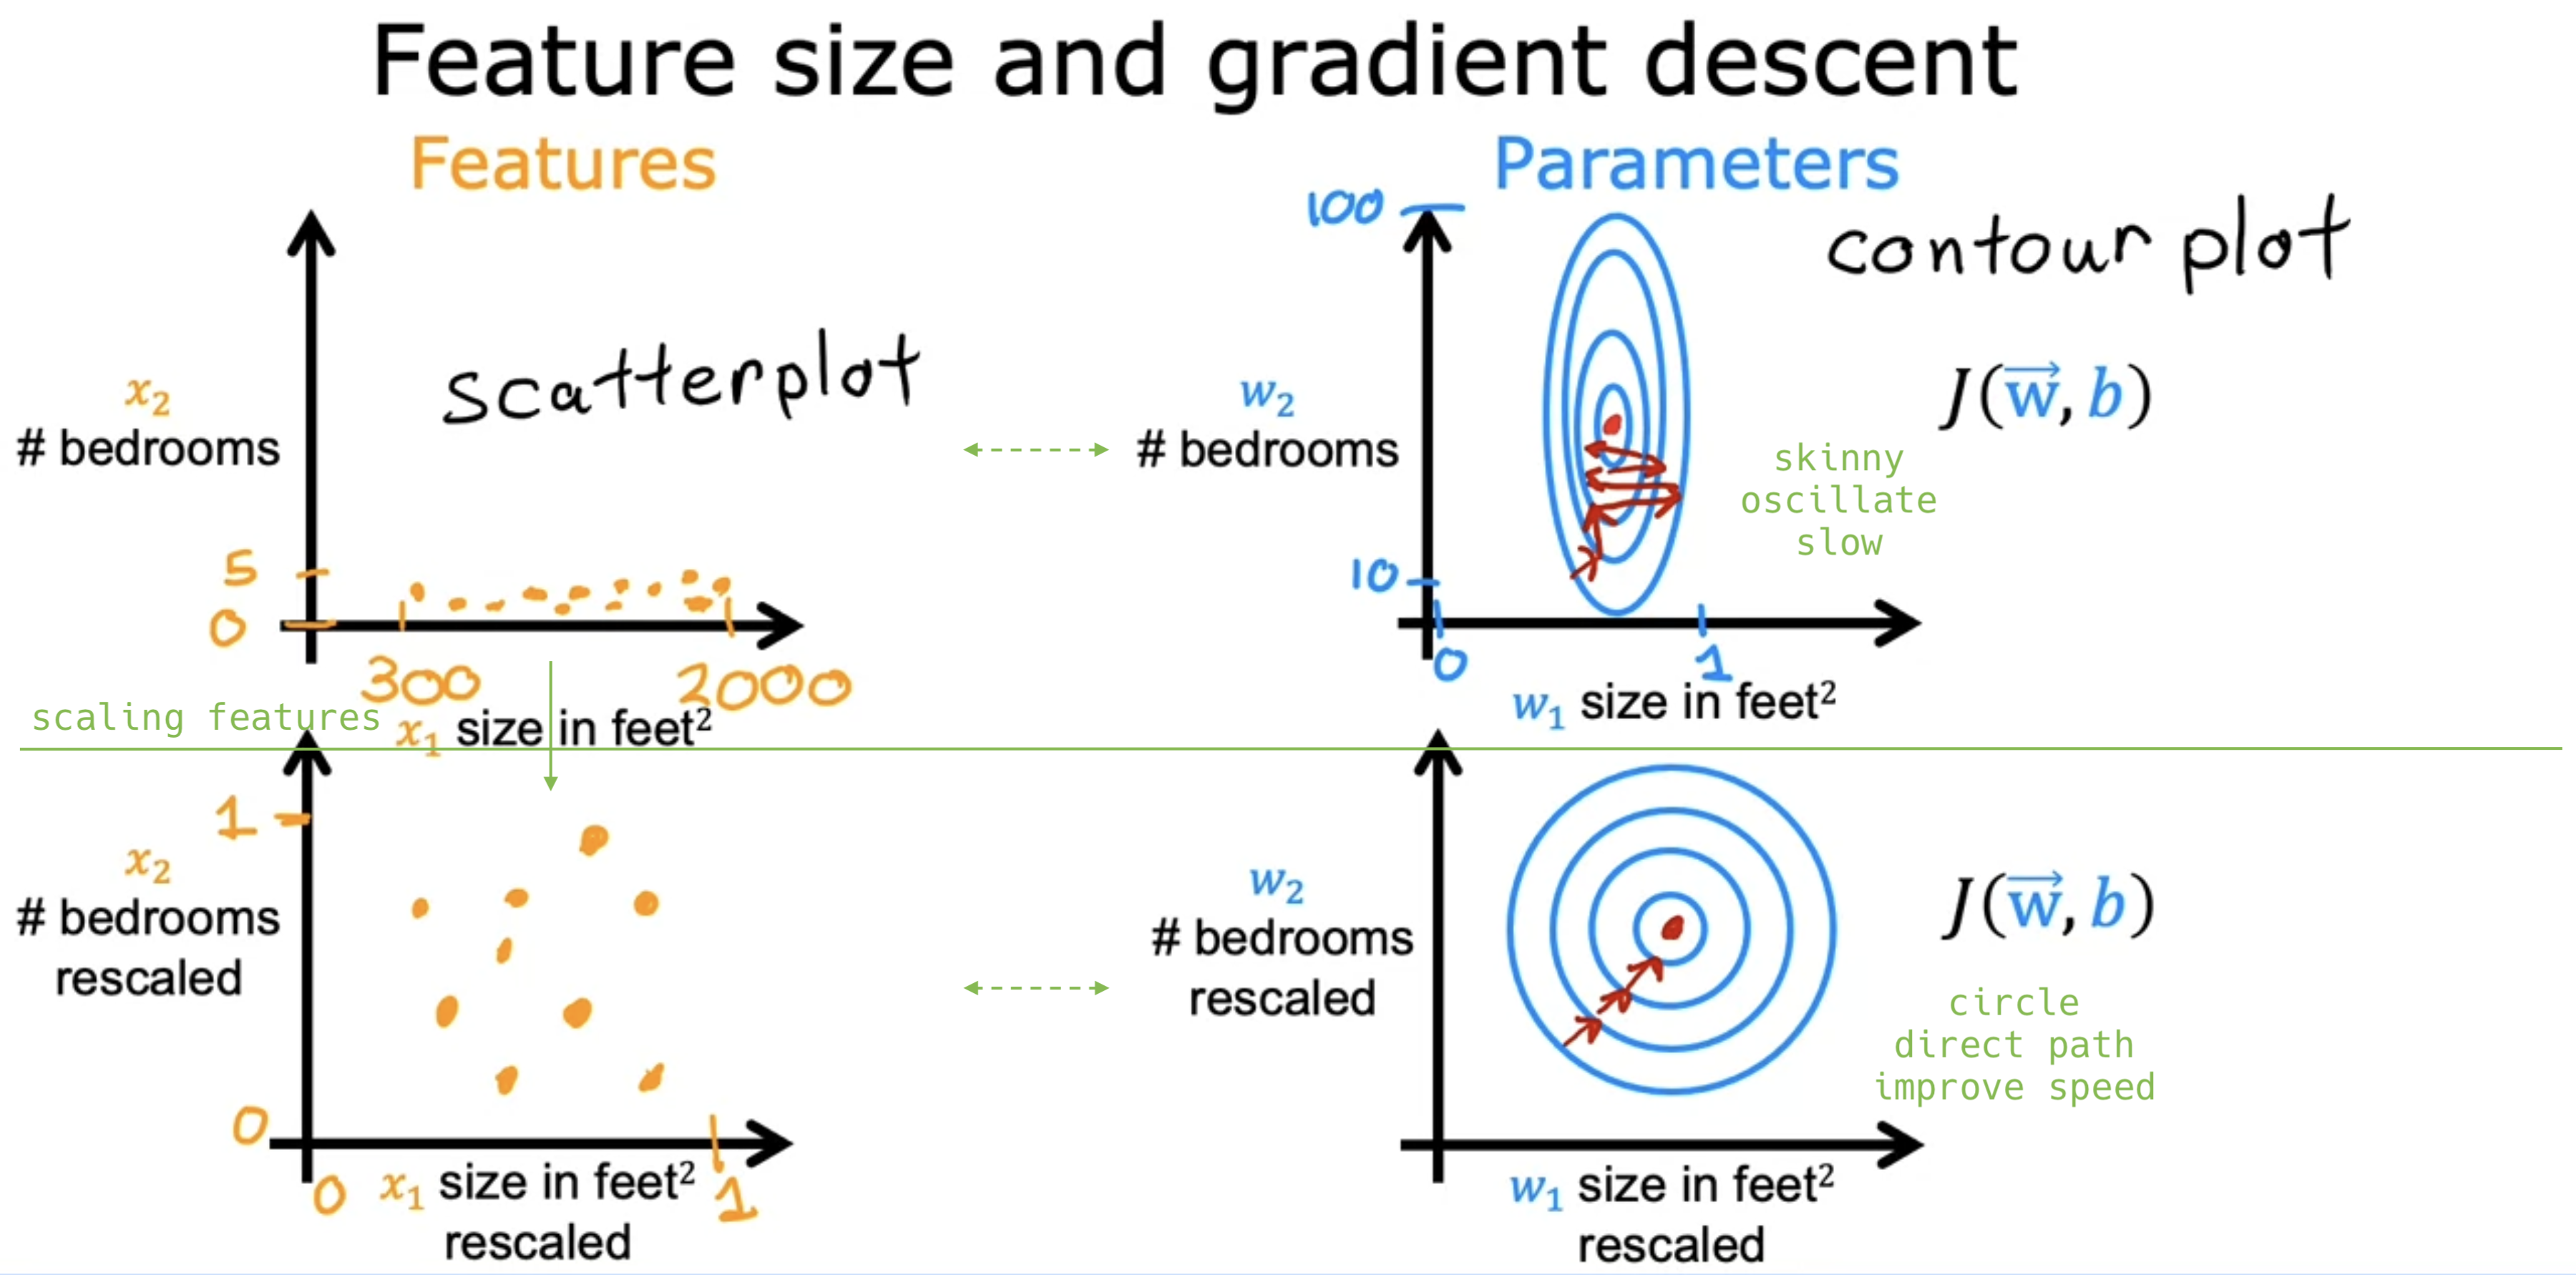 Feature size and gradient descent
Features
Parameters
100
contour plot
scatterplot
x₂
# bedrooms
w₂
# bedrooms
J(w⃗, b)
skinny
oscillate
slow
5
0
10
300
2000
0
1
scaling features
x₁ size in feet²
w₁ size in feet²
1
x₂
# bedrooms
rescaled
w₂
# bedrooms
rescaled
J(w⃗, b)
circle
direct path
improve speed
0
0
x₁ size in feet²
1
rescaled
w₁ size in feet²
rescaled